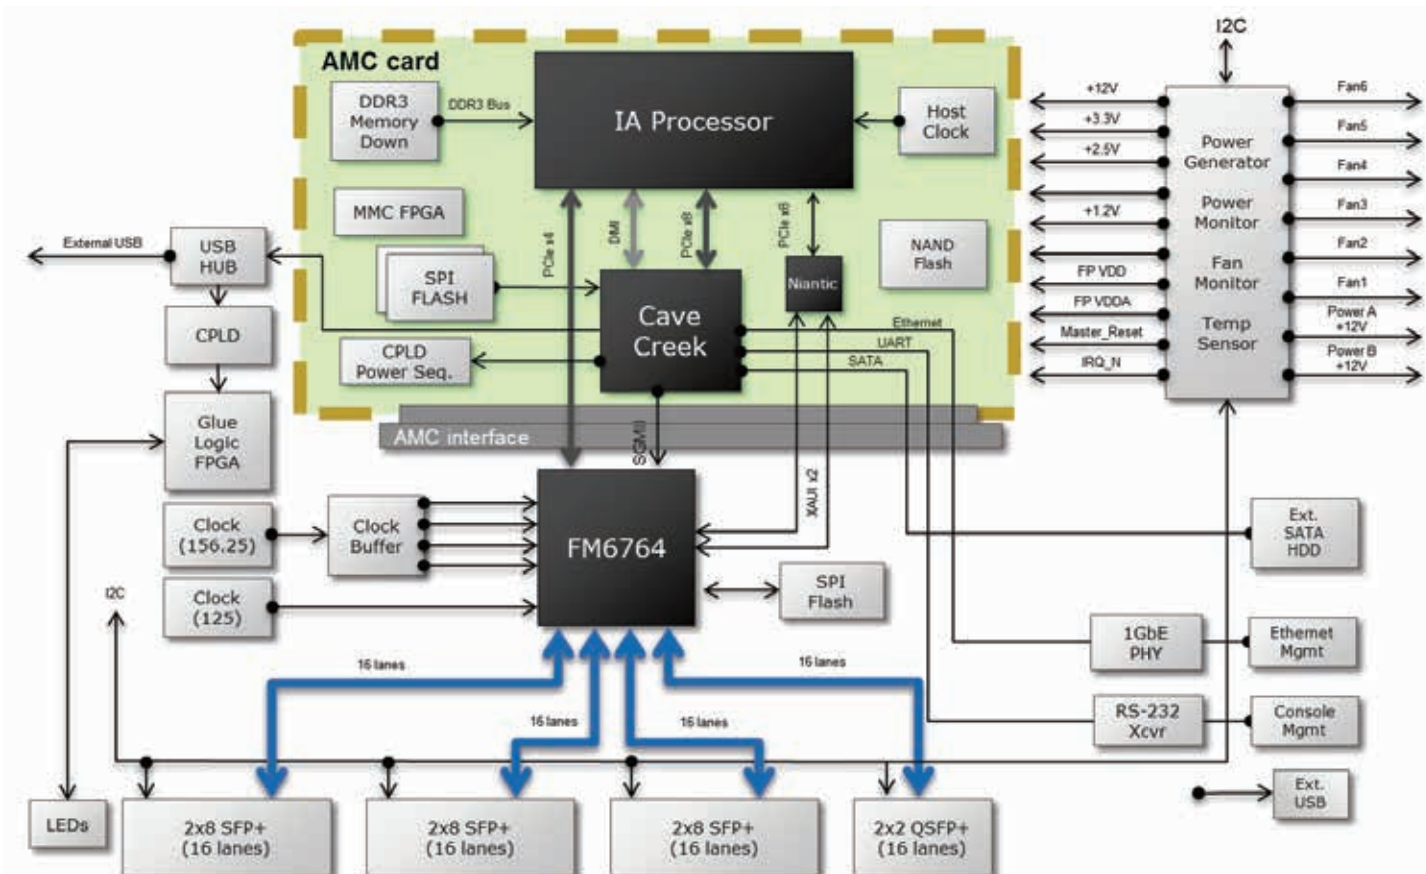 I2C
AMC card
IA Processor
DDR3
Memory
Down
DDR3 Bus
Host
Clock
MMC FPGA
SPI
FLASH
CPLD
Power Seq.
PCIe x4
DMI
PCIe x8
PCIe x8
Niantic
NAND
Flash
Cave
Creek
Ethernet
UART
SATA
AMC interface
SGMII
XAUI x2
External USB
USB
HUB
CPLD
Glue
Logic
FPGA
Clock
(156.25)
Clock
Buffer
Clock
(125)
I2C
FM6764
SPI
Flash
+12V
+3.3V
+2.5V
+1.2V
FP VDD
FP VDDA
Master_Reset
IRQ_N
Power
Generator
Power
Monitor
Fan
Monitor
Temp
Sensor
Fan6
Fan5
Fan4
Fan3
Fan2
Fan1
Power A
+12V
Power B
+12V
Ext.
SATA
HDD
1GbE
PHY
Ethernet
Mgmt
RS-232
Xcvr
Console
Mgmt
Ext.
USB
16 lanes
16 lanes
16 lanes
16 lanes
LEDs
2x8 SFP+
(16 lanes)
2x8 SFP+
(16 lanes)
2x8 SFP+
(16 lanes)
2x2 QSFP+
(16 lanes)